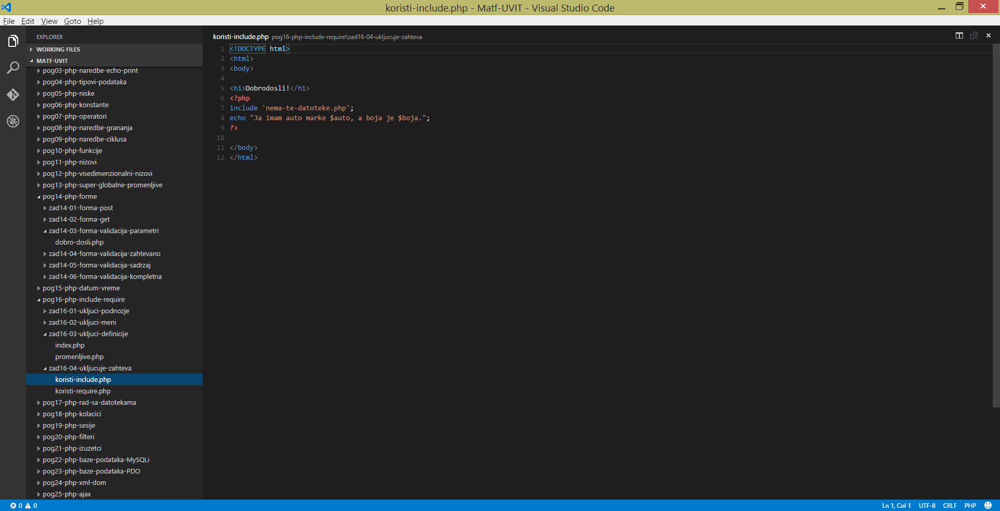 koristi-include.php - Matf-UVIT - Visual Studio Code
File Edit View Goto Help
EXPLORER
WORKING FILES
MATF-UVIT
pog03-php-naredbe-echo-print
pog04-php-tipovi-podataka
pog05-php-niske
pog06-php-konstante
pog07-php-operatori
pog08-php-naredbe-grananja
pog09-php-naredbe-ciklusa
pog10-php-funkcije
pog11-php-nizovi
pog12-php-visedimenzionalni-nizovi
pog13-php-super-globalne-promenljive
pog14-php-forme
zad14-01-forma-post
zad14-02-forma-get
zad14-03-forma-validacija-parametri
dobro-dosli.php
zad14-04-forma-validacija-zahtevano
zad14-05-forma-validacija-sadrzaj
zad14-06-forma-validacija-kompletna
pog15-php-datum-vreme
pog16-php-include-require
zad16-01-ukljuci-podnozje
zad16-02-ukljuci-meni
zad16-03-ukljuci-definicije
index.php
promenljive.php
zad16-04-ukljucuje-zahteva
koristi-include.php
koristi-require.php
pog17-php-rad-sa-datotekama
pog18-php-kolacici
pog19-php-sesije
pog20-php-filteri
pog21-php-izuzetci
pog22-php-baze-podataka-MySQLi
pog23-php-baze-podataka-PDO
pog24-php-xml-dom
pog25-php-ajax
koristi-include.php pog16-php-include-require\zad16-04-ukljucuje-zahteva
1 <!DOCTYPE html>
2 <html>
3 <body>
4
5 <h1>Dobrodosli!</h1>
6 <?php
7 include 'nema-te-datoteke.php';
8 echo "Ja imam auto marke $auto, a boja je $boja.";
9 ?>
10
11 </body>
12 </html>
0 0
Ln 1, Col 1 UTF-8 CRLF PHP